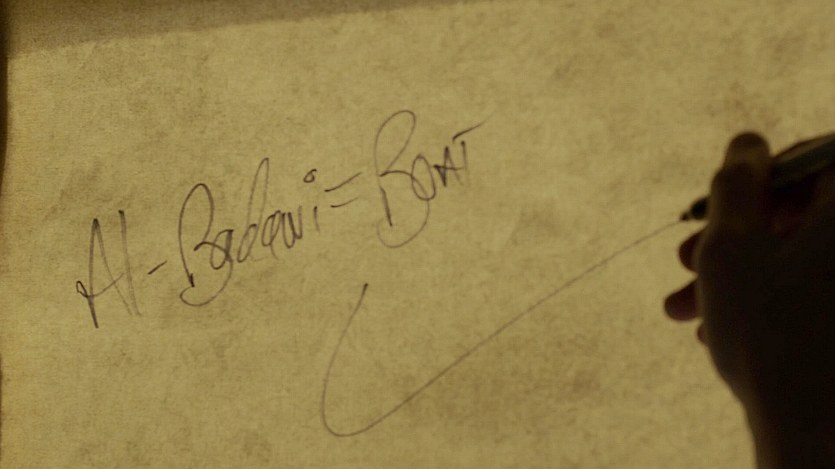 Al-Badawi = BOAT